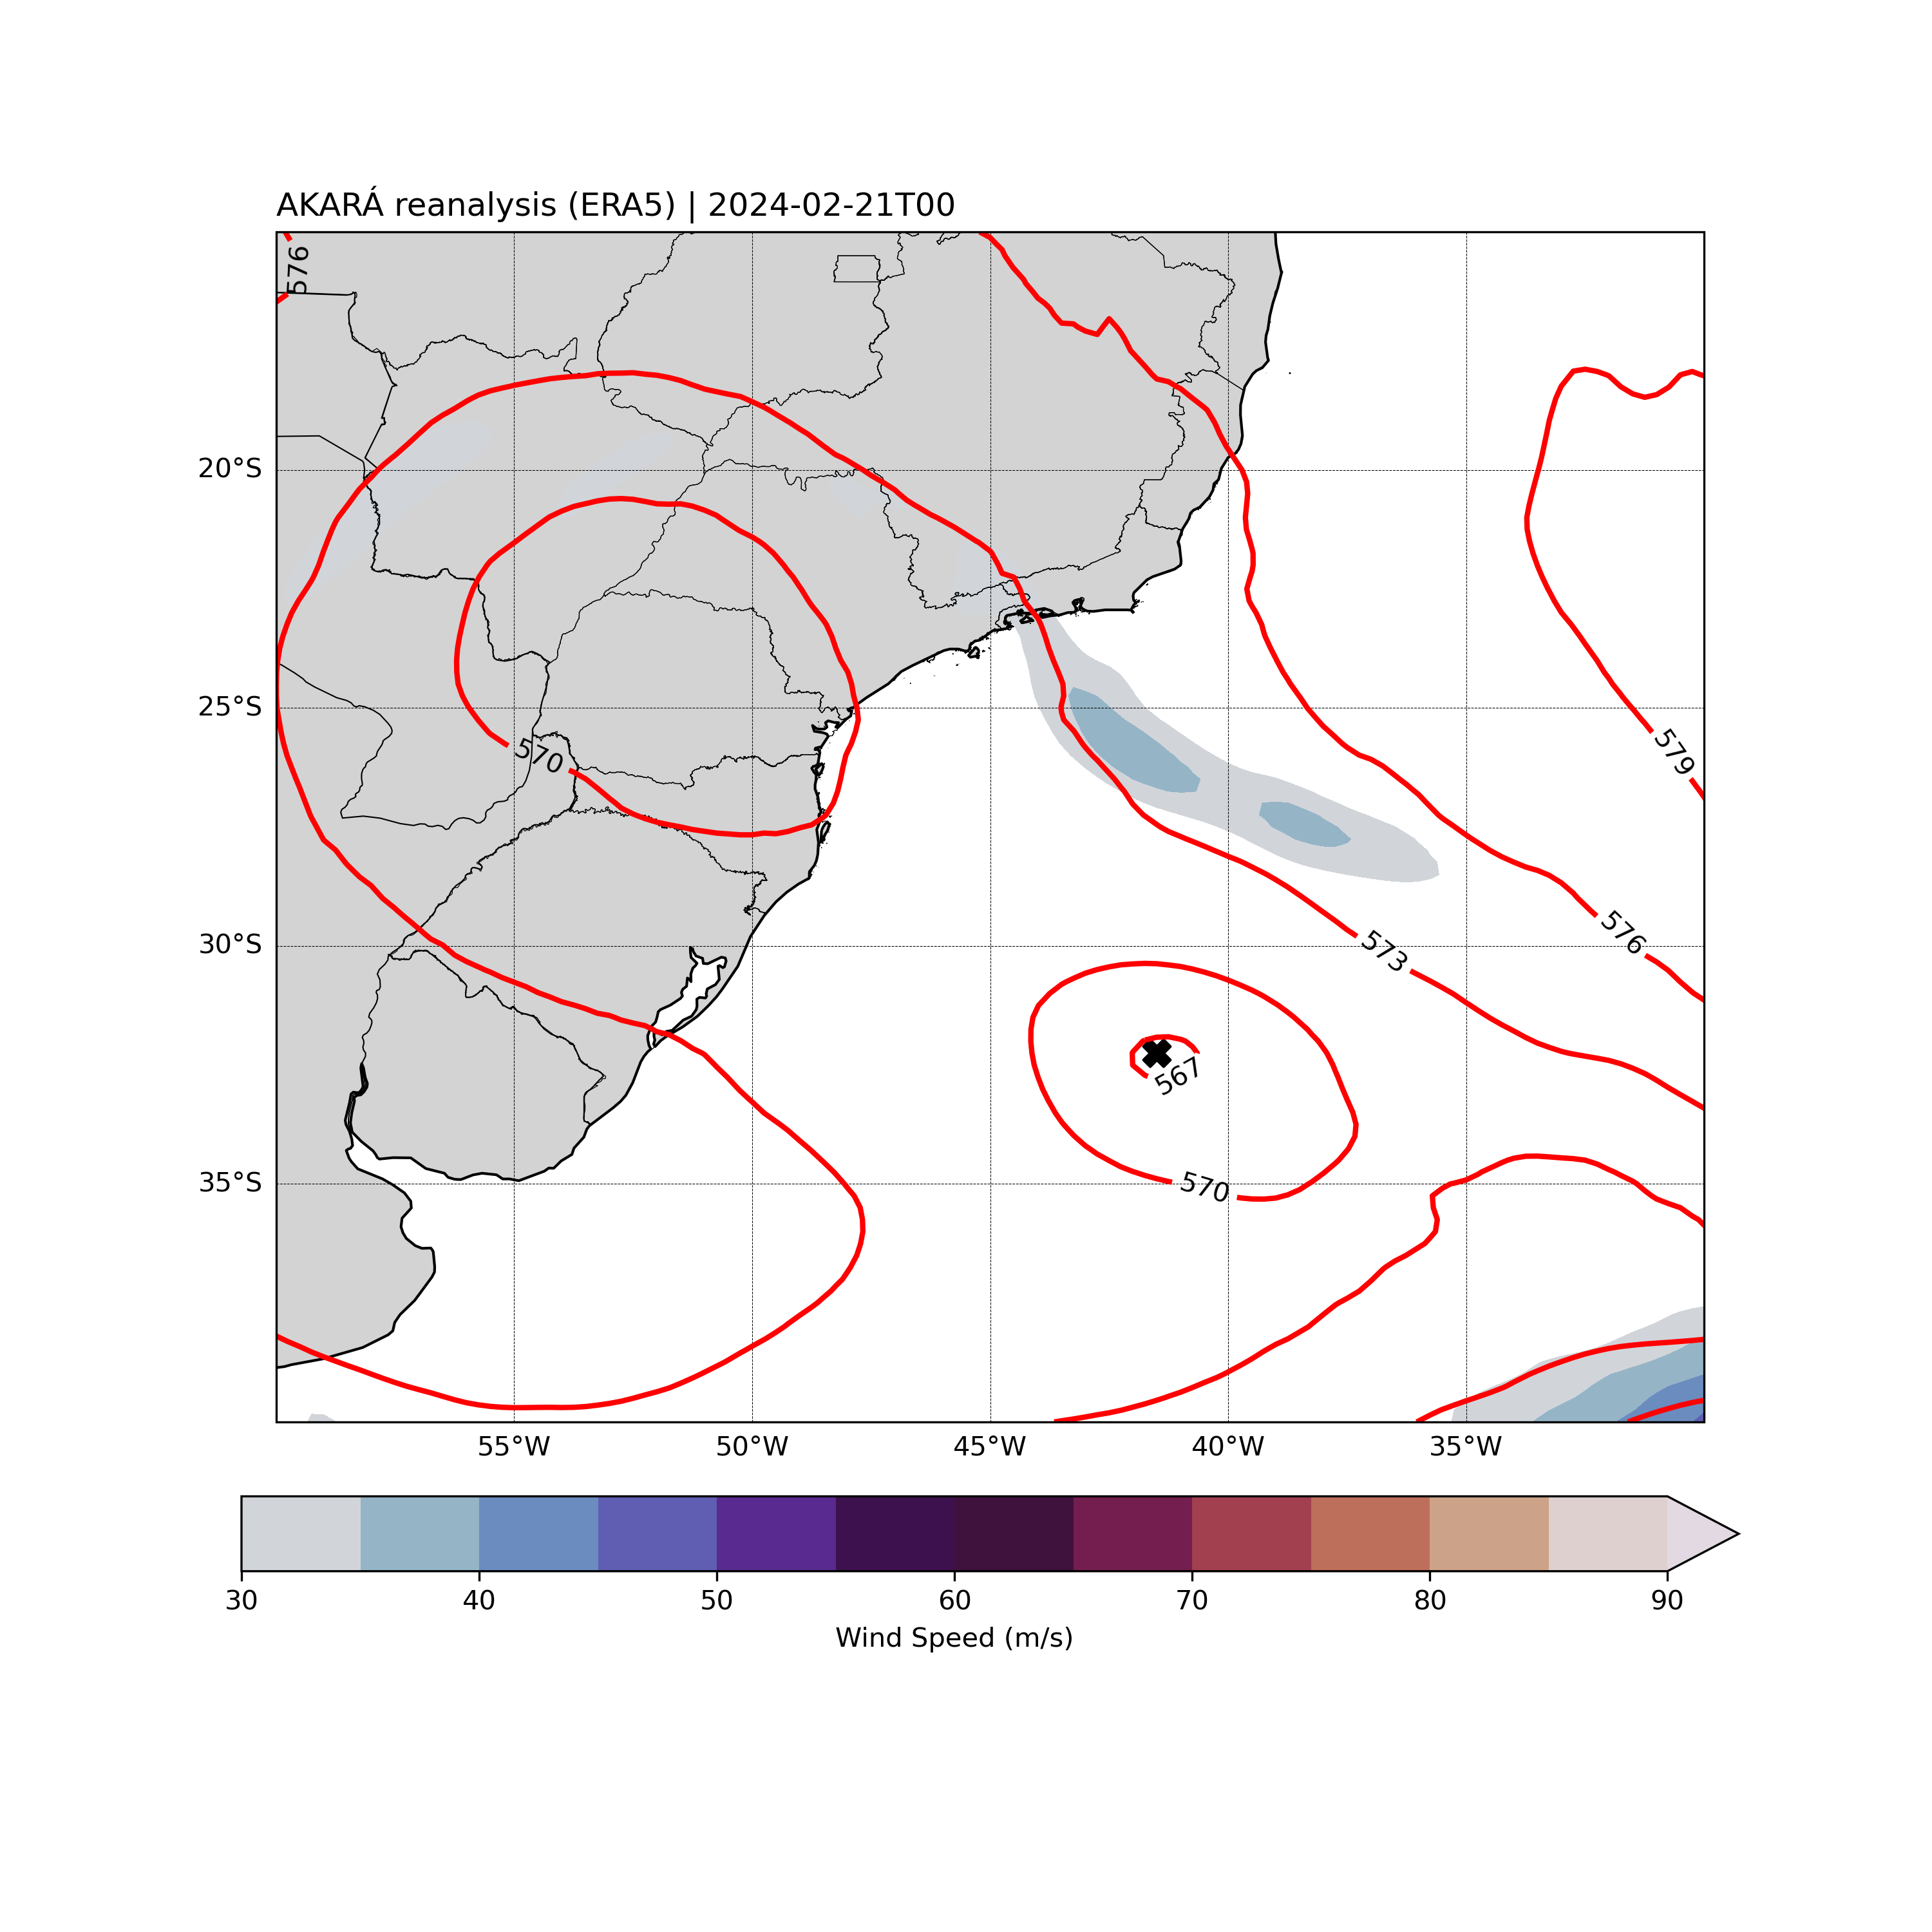 AKARÁ reanalysis (ERA5) | 2024-02-21T00
576
20°S
570
25°S
579
576
30°S
573
567
35°S
570
55°W 50°W 45°W 40°W 35°W
30 40 50 60 70 80 90
Wind Speed (m/s)